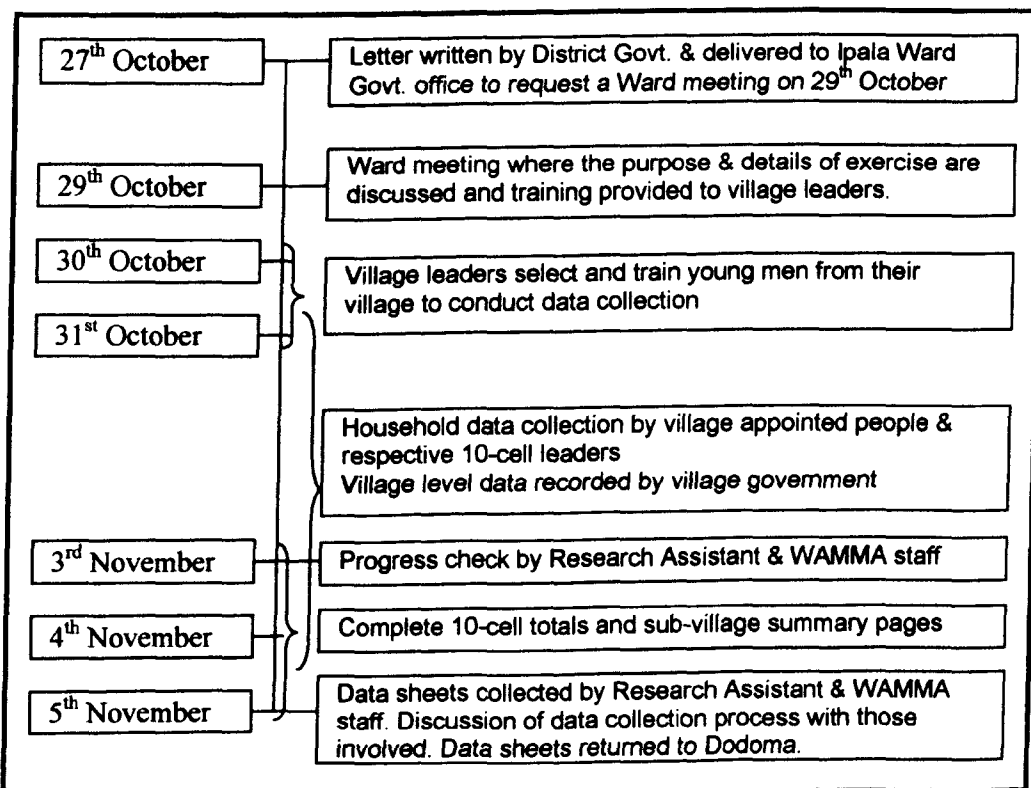 27th October
Letter written by District Govt. & delivered to Ipala Ward
Govt. office to request a Ward meeting on 29th October
29th October
Ward meeting where the purpose & details of exercise are
discussed and training provided to village leaders.
30th October
31st October
Village leaders select and train young men from their
village to conduct data collection
Household data collection by village appointed people &
respective 10-cell leaders
Village level data recorded by village government
3rd November
Progress check by Research Assistant & WAMMA staff
4th November
Complete 10-cell totals and sub-village summary pages
5th November
Data sheets collected by Research Assistant & WAMMA
staff. Discussion of data collection process with those
involved. Data sheets returned to Dodoma.